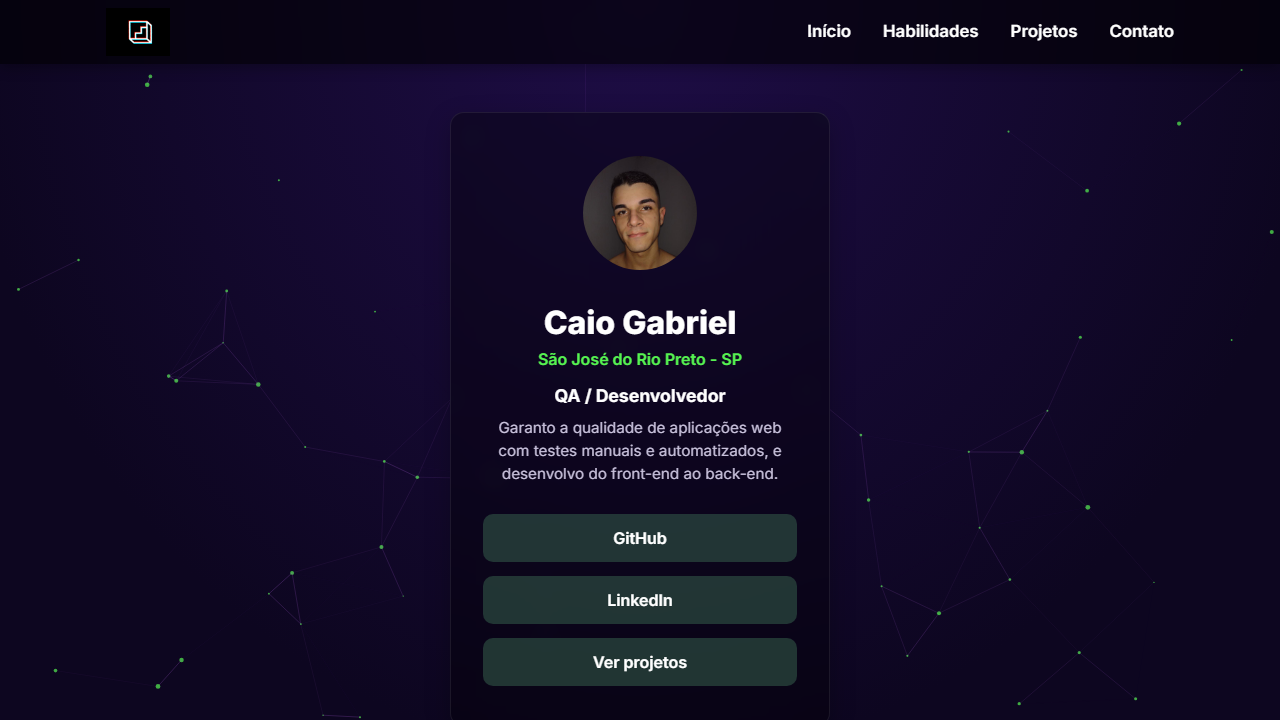 Início Habilidades Projetos Contato
Caio Gabriel
São José do Rio Preto - SP
QA / Desenvolvedor
Garanto a qualidade de aplicações web
com testes manuais e automatizados, e
desenvolvo do front-end ao back-end.
GitHub
LinkedIn
Ver projetos